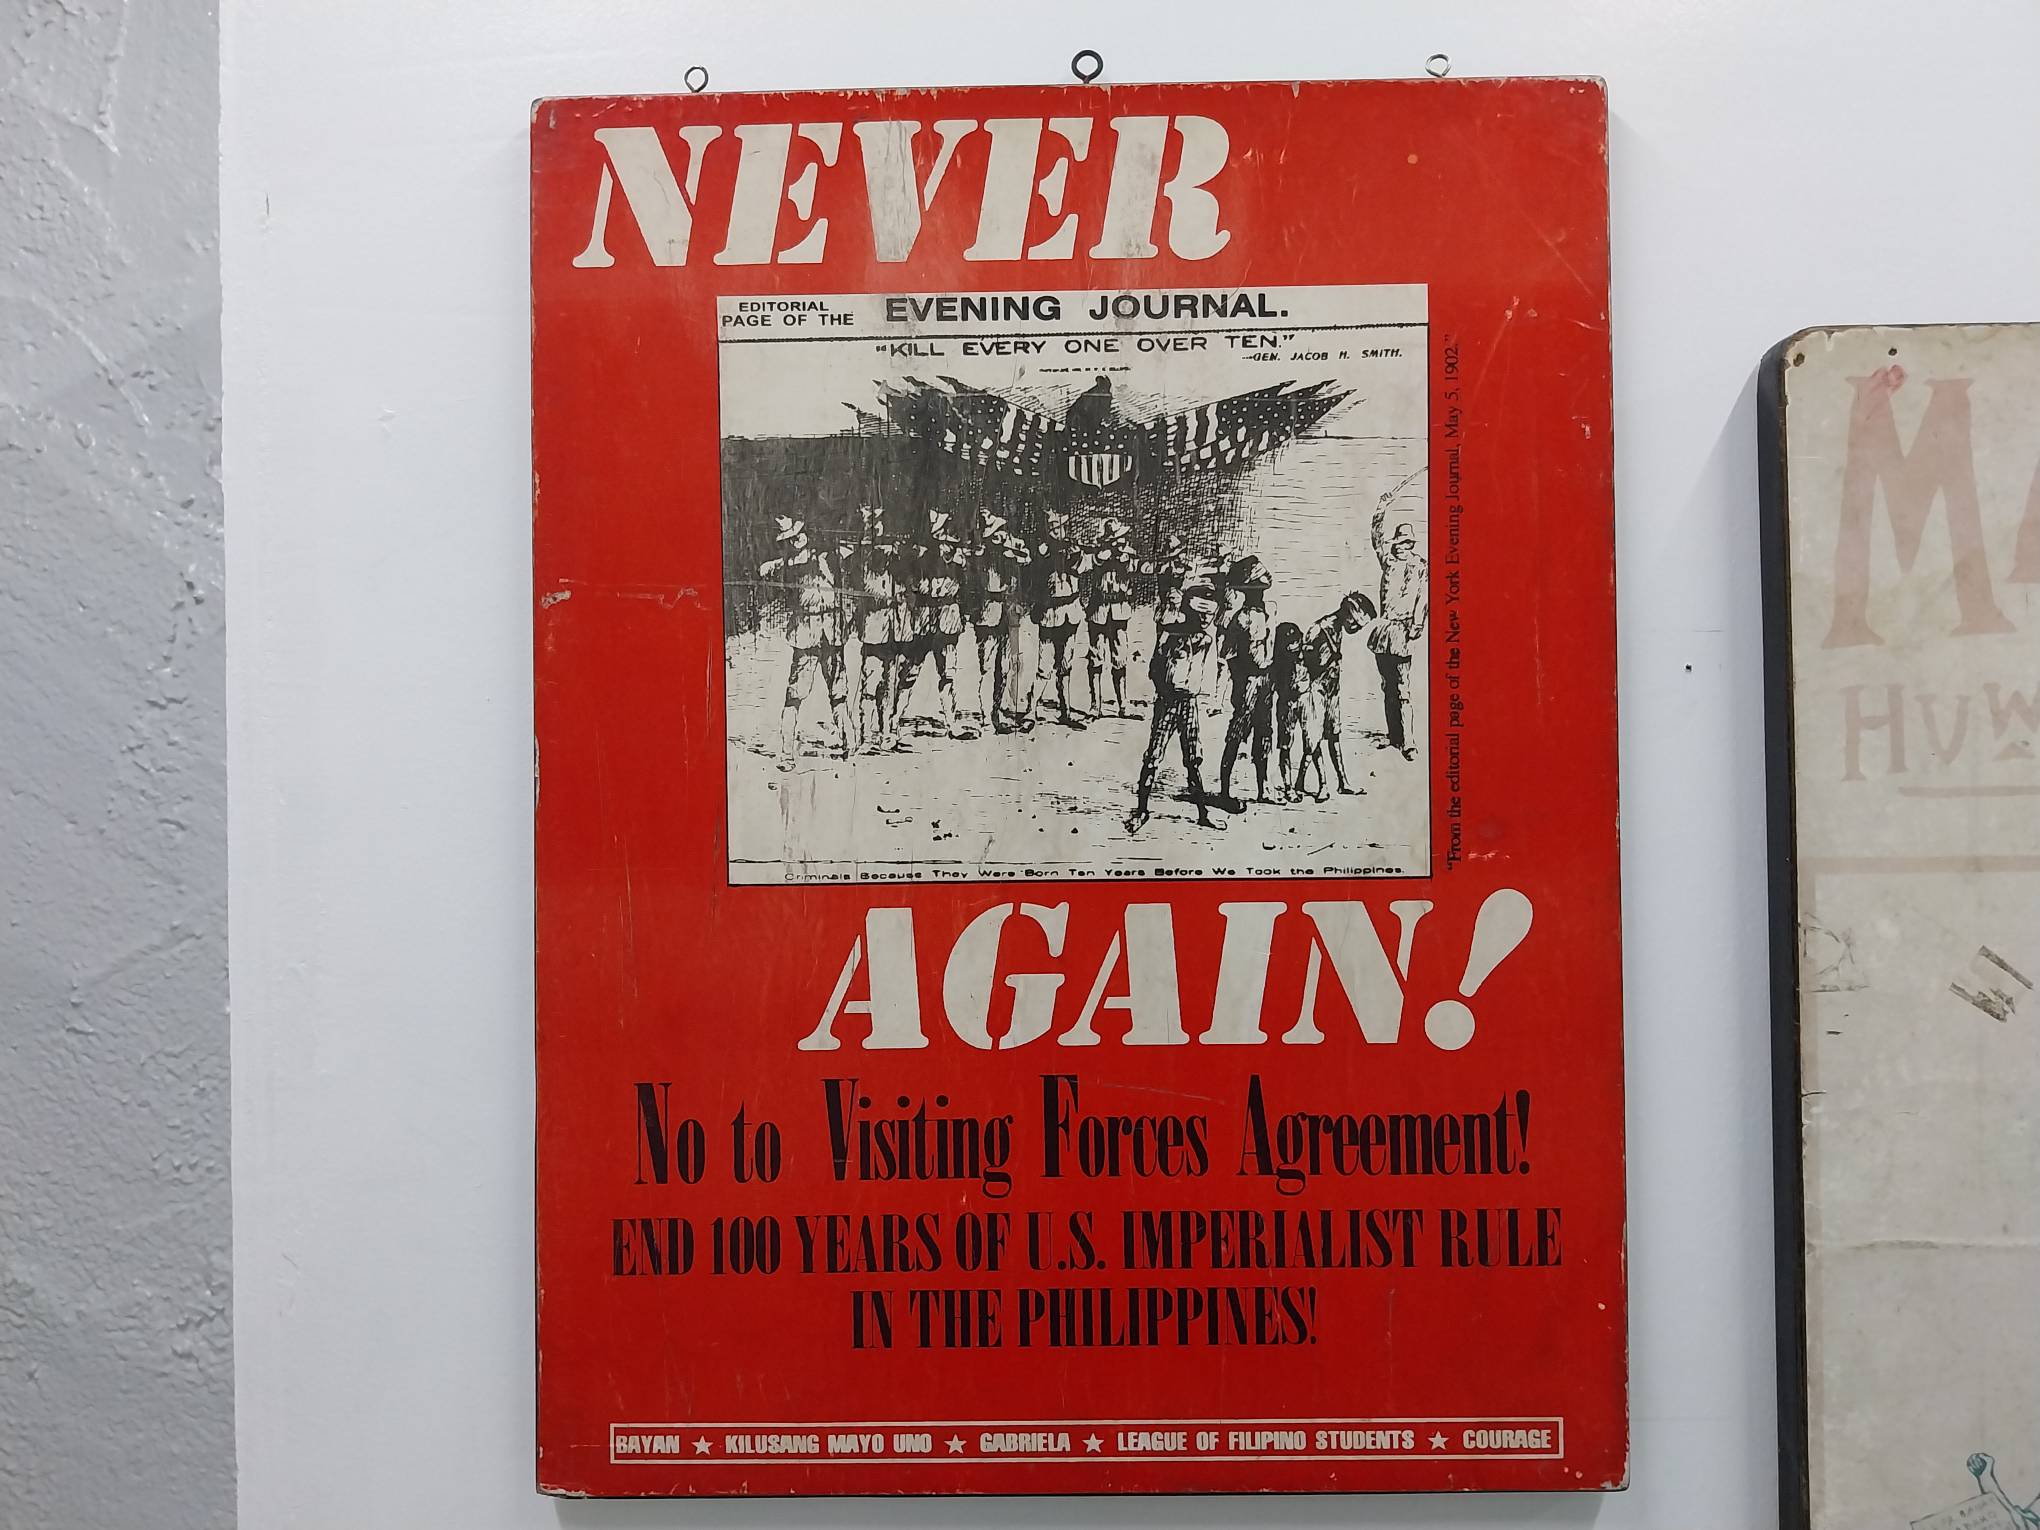 NEVER
EDITORIAL
PAGE OF THE
EVENING JOURNAL.
"KILL EVERY ONE OVER TEN."
—GEN. JACOB H. SMITH.
Criminals Because They Were Born Ten Years Before We Took the Philippines.
"From the editorial page of the New York Evening Journal, May 5, 1902."
AGAIN!
No to Visiting Forces Agreement!
END 100 YEARS OF U.S. IMPERIALIST RULE
IN THE PHILIPPINES!
BAYAN ★ KILUSANG MAYO UNO ★ GABRIELA ★ LEAGUE OF FILIPINO STUDENTS ★ COURAGE